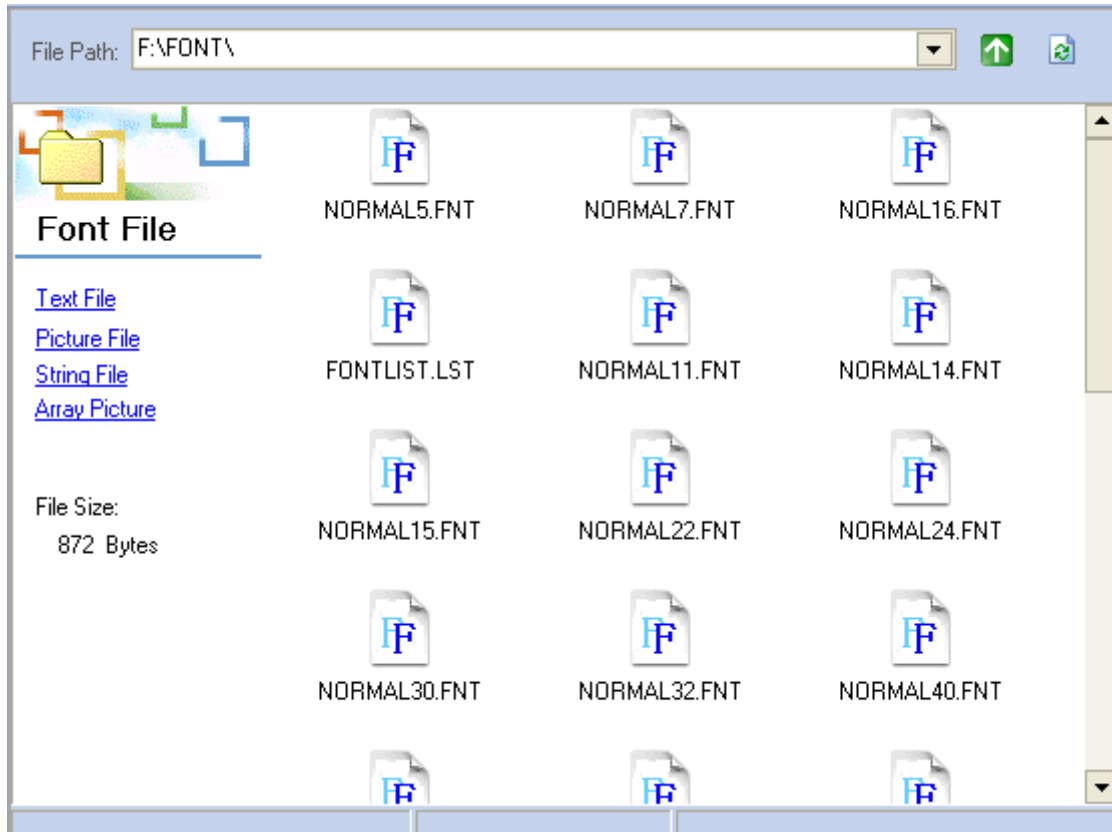 File Path: F:\FONT\
Font File
Text File
Picture File
String File
Array Picture
File Size:
872 Bytes
NORMAL5.FNT NORMAL7.FNT NORMAL16.FNT
FONTLIST.LST NORMAL11.FNT NORMAL14.FNT
NORMAL15.FNT NORMAL22.FNT NORMAL24.FNT
NORMAL30.FNT NORMAL32.FNT NORMAL40.FNT